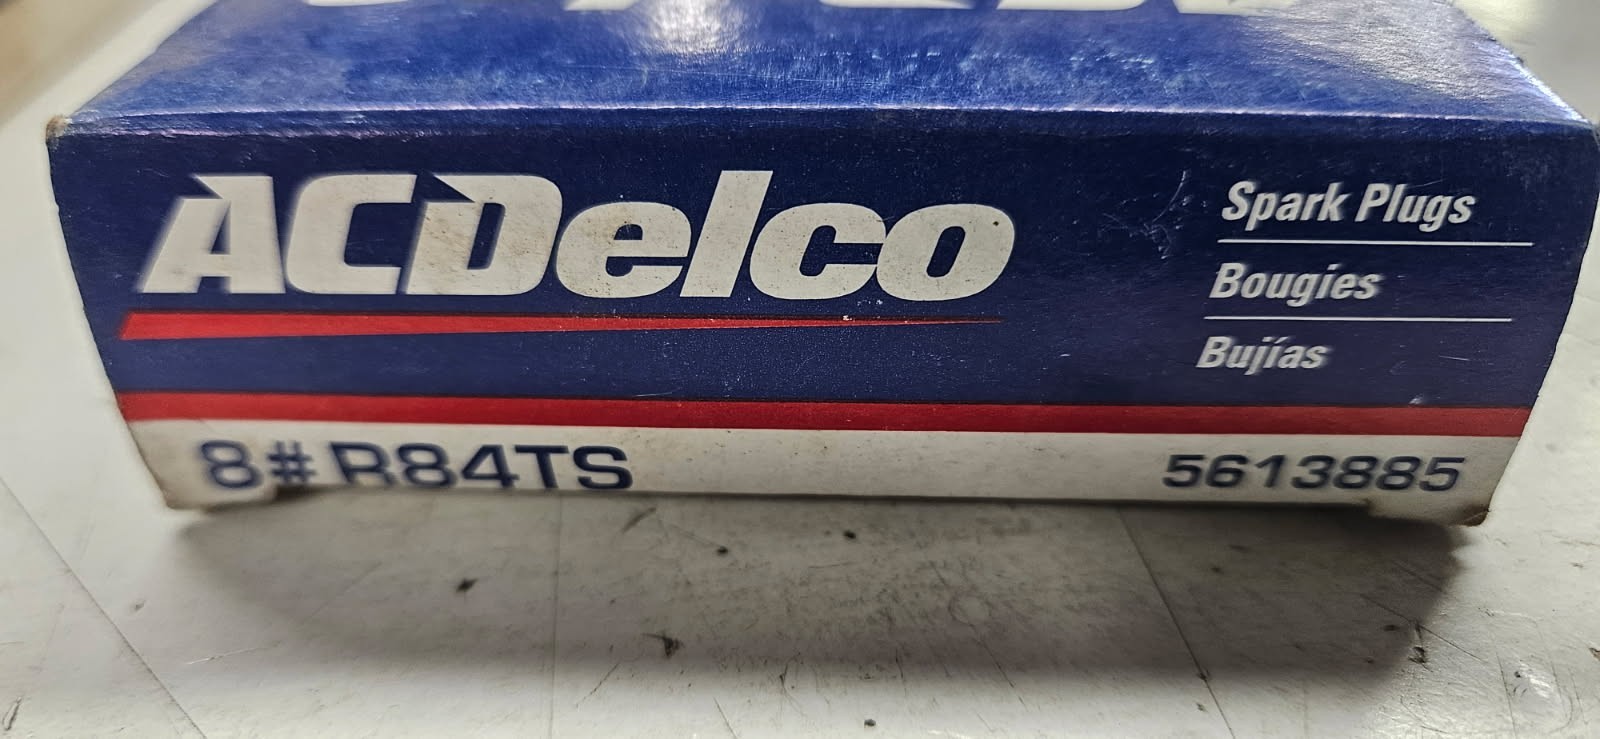 ACDelco
Spark Plugs
Bougies
Bujías
8# R84TS
5613885